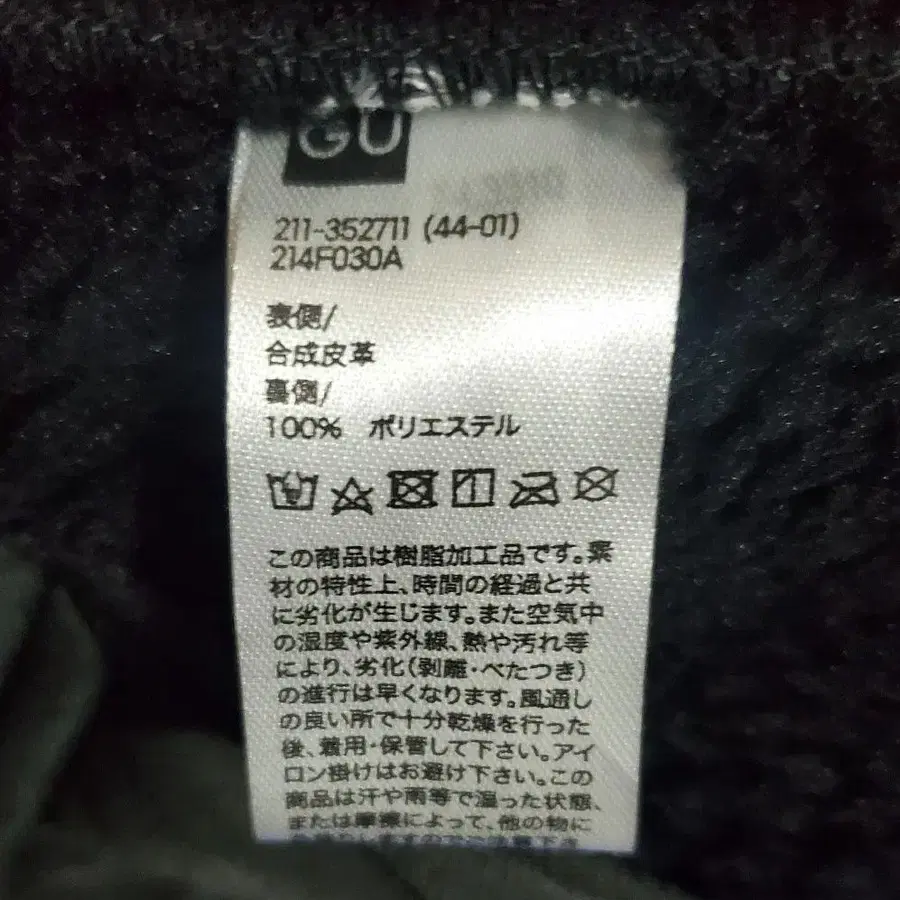 GU
211-352711 (44-01)
214F030A
表側/
合成皮革
裏側/
100% ポリエステル
この商品は樹脂加工品です。素
材の特性上、時間の経過と共
に劣化が生じます。また空気中
の湿度や紫外線、熱や汚れ等
により、劣化(剥離・べたつき)
の進行は早くなります。風通し
の良い所で十分乾燥を行った
後、着用・保管して下さい。アイ
ロン掛けはお避け下さい。この
商品は汗や雨等で湿った状態、
または摩擦によって、他の物に